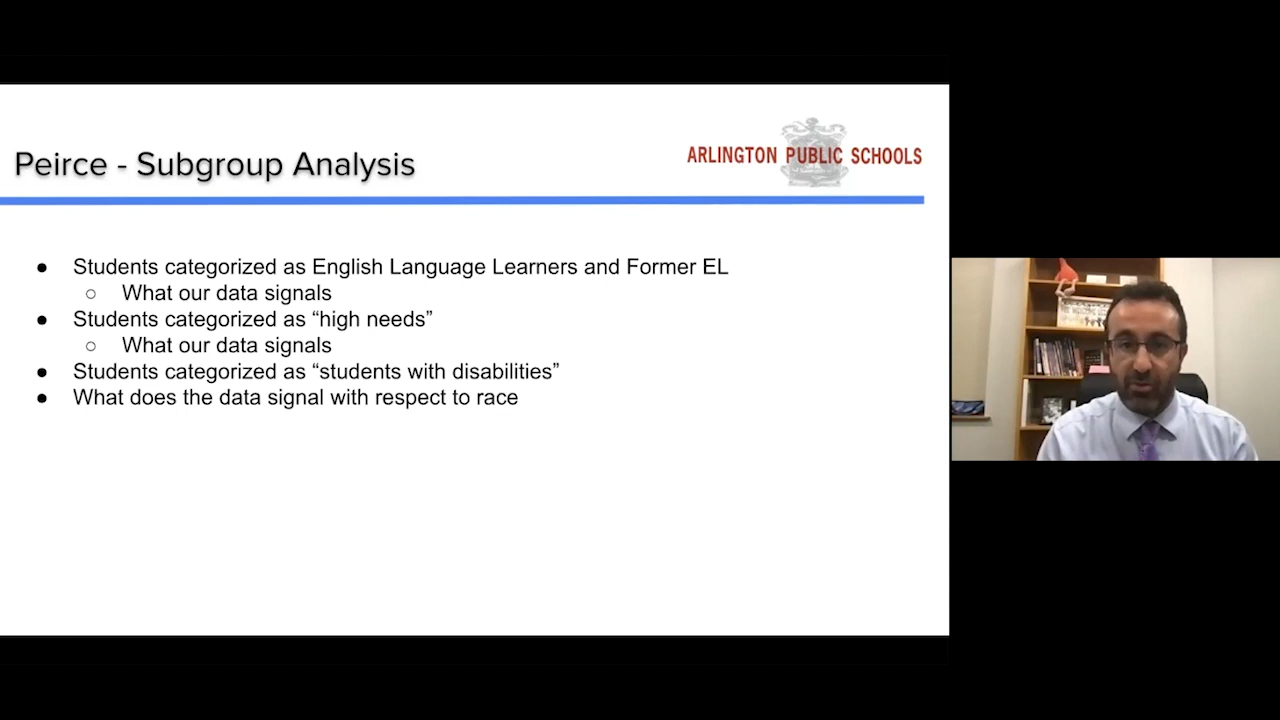 Peirce - Subgroup Analysis
ARLINGTON PUBLIC SCHOOLS
● Students categorized as English Language Learners and Former EL
○ What our data signals
● Students categorized as “high needs”
○ What our data signals
● Students categorized as “students with disabilities”
● What does the data signal with respect to race